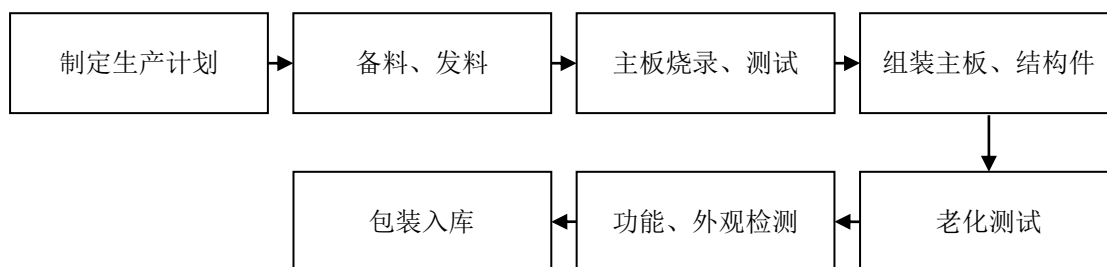 制定生产计划
备料、发料
主板烧录、测试
组装主板、结构件
老化测试
功能、外观检测
包装入库